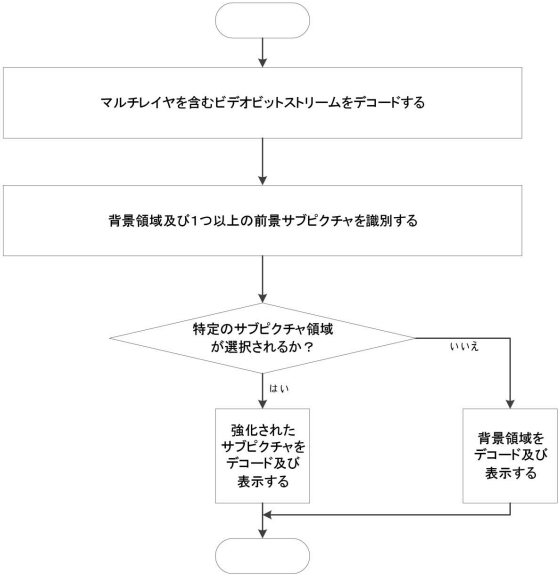 マルチレイヤを含むビデオビットストリームをデコードする
背景領域及び1つ以上の前景サブピクチャを識別する
特定のサブピクチャ領域
が選択されるか？
いいえ
はい
強化された
サブピクチャを
デコード及び
表示する
背景領域を
デコード及び
表示する